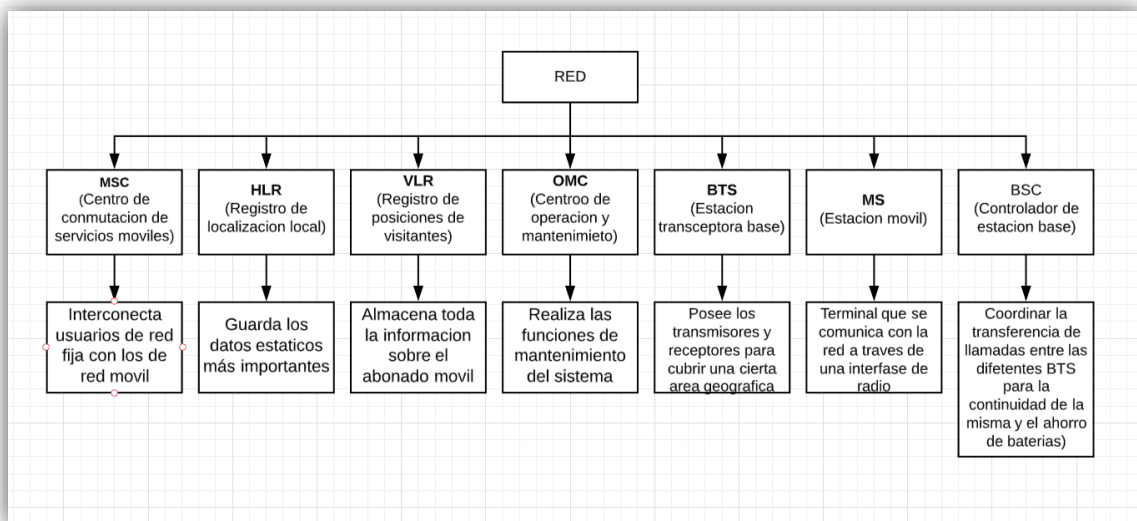 RED
MSC
(Centro de
conmutacion de
servicios moviles)
HLR
(Registro de
localizacion local)
VLR
(Registro de
posiciones de
visitantes)
OMC
(Centroo de
operacion y
mantenimieto)
BTS
(Estacion
transceptora base)
MS
(Estacion movil)
BSC
(Controlador de
estacion base)
Interconecta
usuarios de red
fija con los de
red movil
Guarda los
datos estaticos
más importantes
Almacena toda
la informacion
sobre el
abonado movil
Realiza las
funciones de
mantenimiento
del sistema
Posee los
transmisores y
receptores para
cubrir una cierta
area geografica
Terminal que se
comunica con la
red a traves de
una interfase de
radio
Coordinar la
transferencia de
llamadas entre las
difetentes BTS
para la
continuidad de la
misma y el ahorro
de baterias)